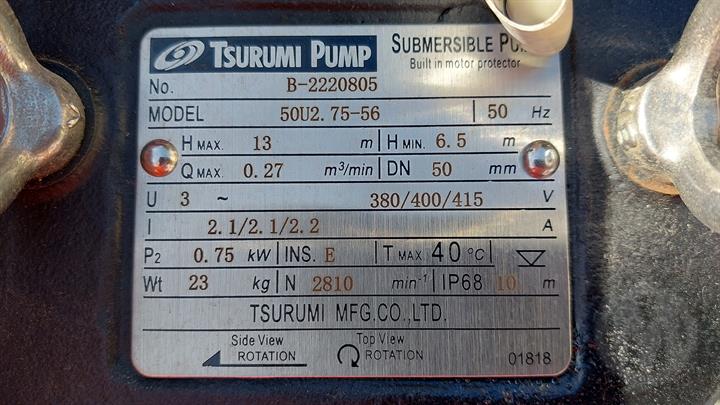 TSURUMI PUMP
SUBMERSIBLE
Built in motor protector
No. B-2220805
MODEL 50U2.75-56 50 Hz
H MAX. 13 m H MIN. 6.5 m
Q MAX. 0.27 m³/min DN 50 mm
U 3 ~ 380/400/415 V
I 2.1/2.1/2.2 A
P2 0.75 kW INS. E T MAX 40 °C
Wt 23 kg N 2810 min⁻¹ IP68 10 m
TSURUMI MFG.CO.,LTD.
Side View ROTATION Top View ROTATION
01818